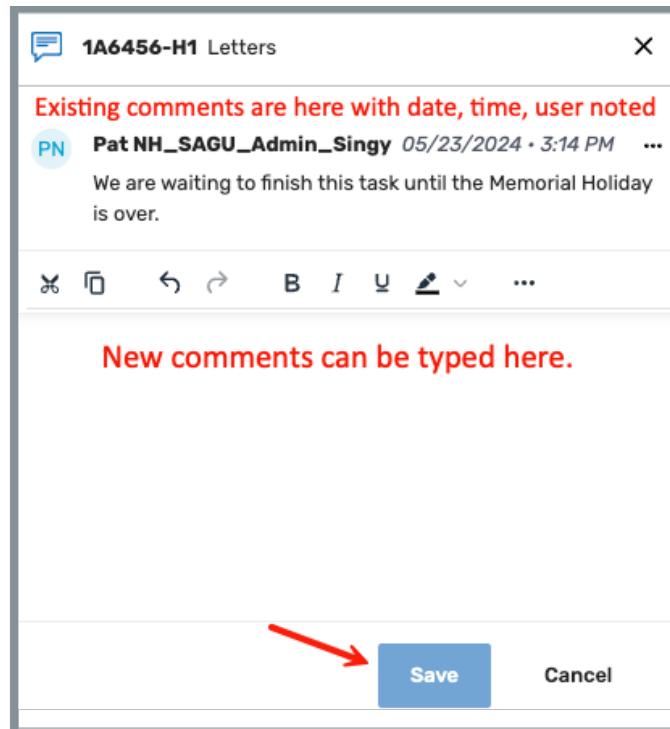 1A6456-H1 Letters
Existing comments are here with date, time, user noted
PN Pat NH_SAGU_Admin_Singy 05/23/2024 • 3:14 PM
We are waiting to finish this task until the Memorial Holiday
is over.
B I U
New comments can be typed here.
Save Cancel